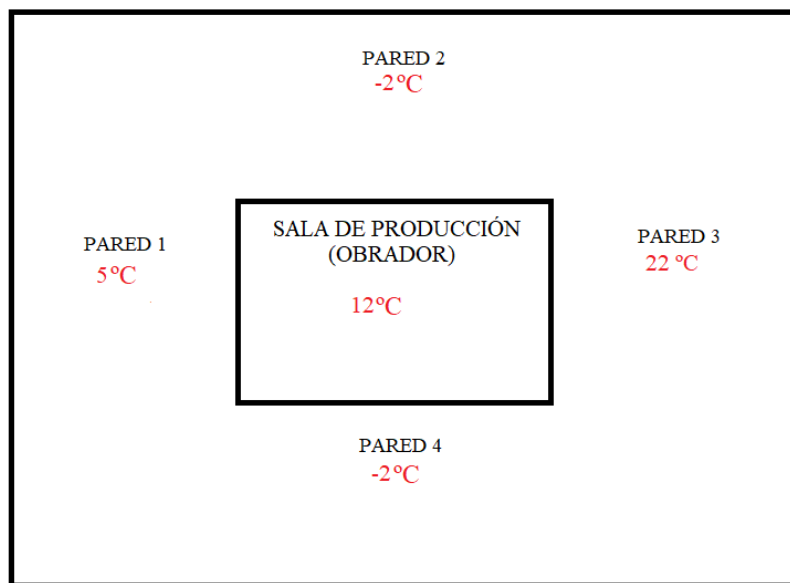 PARED 2
-2ºC
PARED 1
5ºC
SALA DE PRODUCCIÓN
(OBRADOR)
12ºC
PARED 3
22 ºC
PARED 4
-2ºC